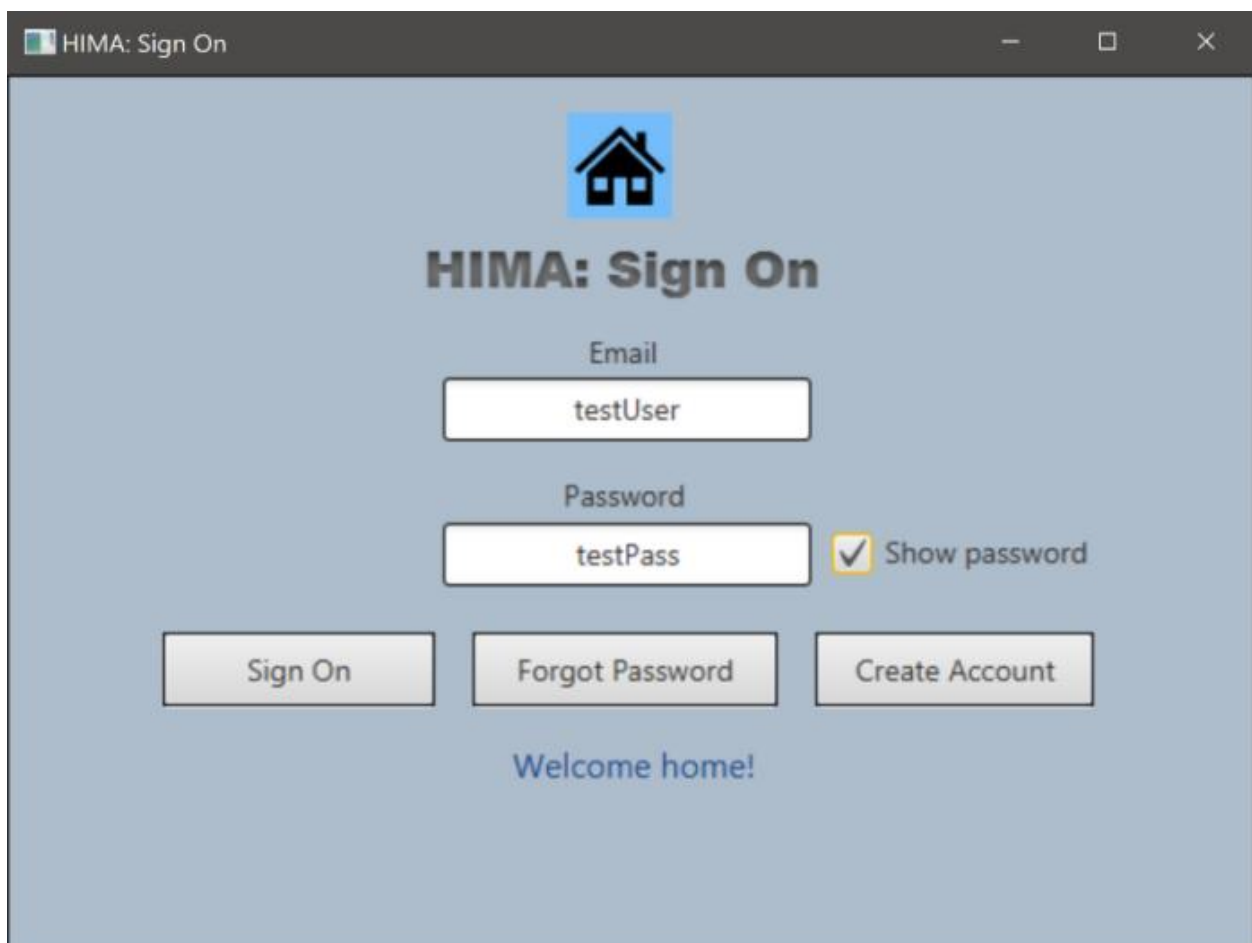 HIMA: Sign On
HIMA: Sign On
Email
testUser
Password
testPass
Show password
Sign On
Forgot Password
Create Account
Welcome home!